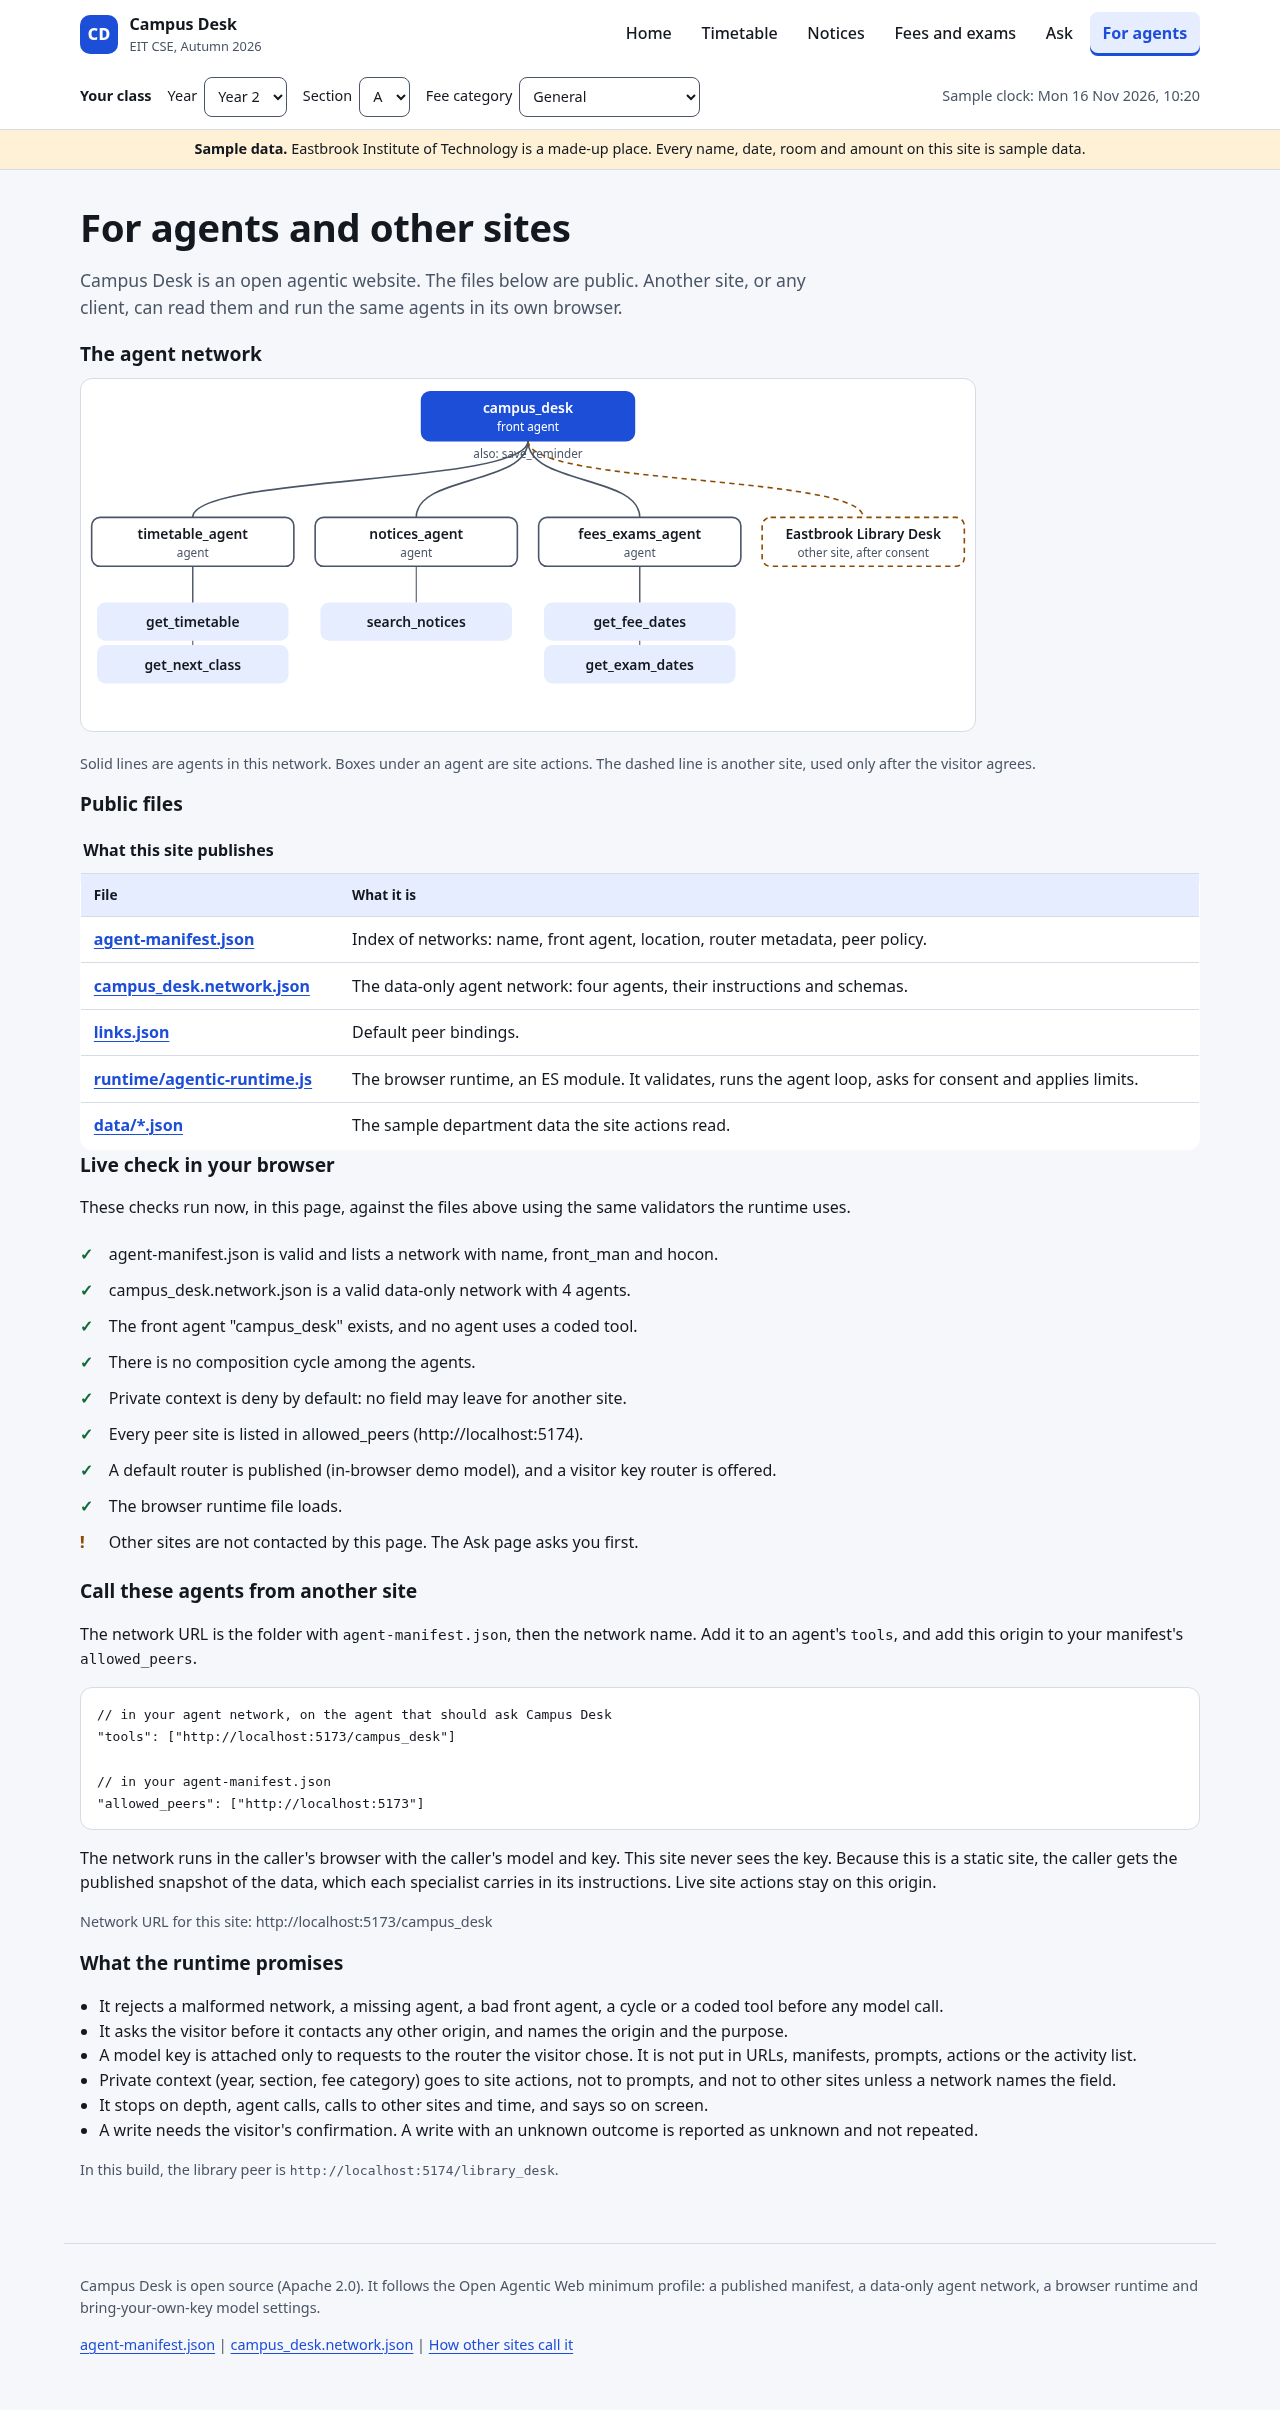 CD
Campus Desk
EIT CSE, Autumn 2026
Home
Timetable
Notices
Fees and exams
Ask
For agents
Your class
Year
Year 2
Section
A
Fee category
General
Sample clock: Mon 16 Nov 2026, 10:20
Sample data. Eastbrook Institute of Technology is a made-up place. Every name, date, room and amount on this site is sample data.
For agents and other sites
Campus Desk is an open agentic website. The files below are public. Another site, or any
client, can read them and run the same agents in its own browser.
The agent network
campus_desk
front agent
also: save_reminder
timetable_agent
agent
notices_agent
agent
fees_exams_agent
agent
Eastbrook Library Desk
other site, after consent
get_timetable
search_notices
get_fee_dates
get_next_class
get_exam_dates
Solid lines are agents in this network. Boxes under an agent are site actions. The dashed line is another site, used only after the visitor agrees.
Public files
What this site publishes
File
What it is
agent-manifest.json
Index of networks: name, front agent, location, router metadata, peer policy.
campus_desk.network.json
The data-only agent network: four agents, their instructions and schemas.
links.json
Default peer bindings.
runtime/agentic-runtime.js
The browser runtime, an ES module. It validates, runs the agent loop, asks for consent and applies limits.
data/*.json
The sample department data the site actions read.
Live check in your browser
These checks run now, in this page, against the files above using the same validators the runtime uses.
✓ agent-manifest.json is valid and lists a network with name, front_man and hocon.
✓ campus_desk.network.json is a valid data-only network with 4 agents.
✓ The front agent "campus_desk" exists, and no agent uses a coded tool.
✓ There is no composition cycle among the agents.
✓ Private context is deny by default: no field may leave for another site.
✓ Every peer site is listed in allowed_peers (http://localhost:5174).
✓ A default router is published (in-browser demo model), and a visitor key router is offered.
✓ The browser runtime file loads.
! Other sites are not contacted by this page. The Ask page asks you first.
Call these agents from another site
The network URL is the folder with agent-manifest.json, then the network name. Add it to an agent's tools, and add this origin to your manifest's
allowed_peers.
// in your agent network, on the agent that should ask Campus Desk
"tools": ["http://localhost:5173/campus_desk"]
// in your agent-manifest.json
"allowed_peers": ["http://localhost:5173"]
The network runs in the caller's browser with the caller's model and key. This site never sees the key. Because this is a static site, the caller gets the
published snapshot of the data, which each specialist carries in its instructions. Live site actions stay on this origin.
Network URL for this site: http://localhost:5173/campus_desk
What the runtime promises
• It rejects a malformed network, a missing agent, a bad front agent, a cycle or a coded tool before any model call.
• It asks the visitor before it contacts any other origin, and names the origin and the purpose.
• A model key is attached only to requests to the router the visitor chose. It is not put in URLs, manifests, prompts, actions or the activity list.
• Private context (year, section, fee category) goes to site actions, not to prompts, and not to other sites unless a network names the field.
• It stops on depth, agent calls, calls to other sites and time, and says so on screen.
• A write needs the visitor's confirmation. A write with an unknown outcome is reported as unknown and not repeated.
In this build, the library peer is http://localhost:5174/library_desk.
Campus Desk is open source (Apache 2.0). It follows the Open Agentic Web minimum profile: a published manifest, a data-only agent network, a browser runtime and
bring-your-own-key model settings.
agent-manifest.json | campus_desk.network.json | How other sites call it